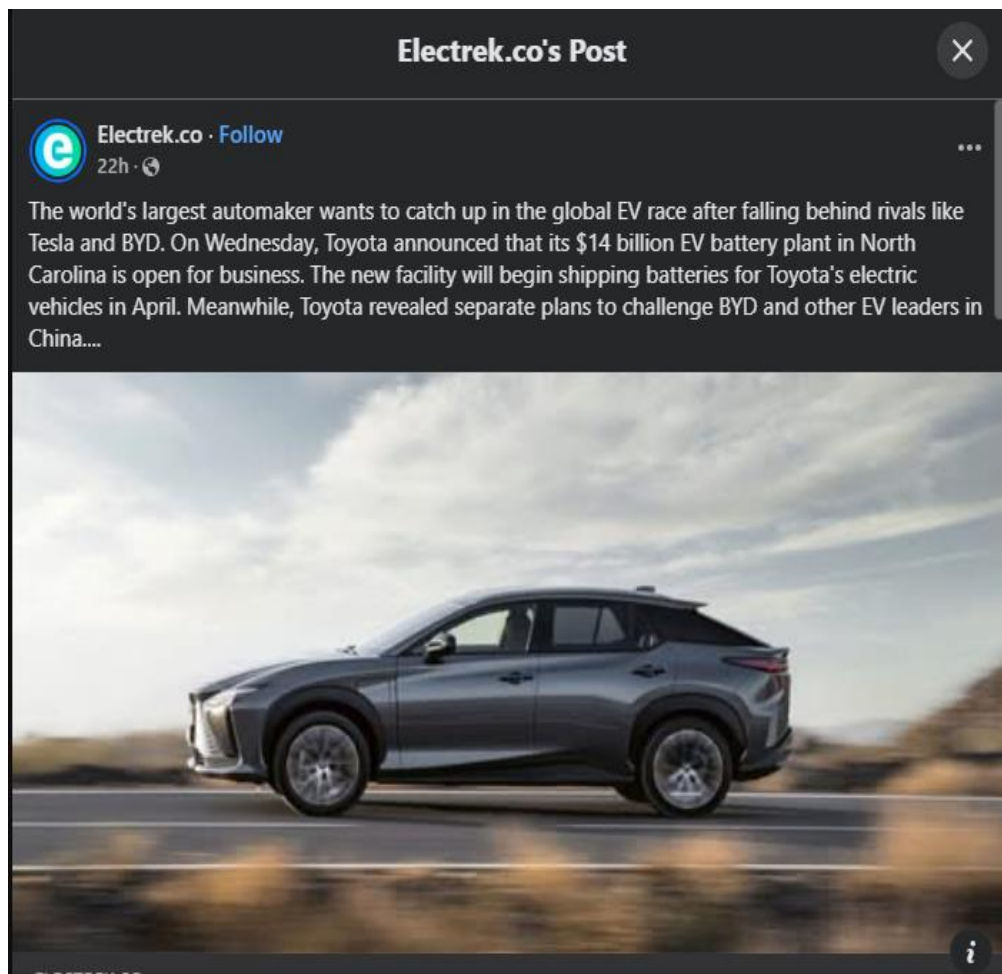 Electrek.co's Post
Electrek.co · Follow
22h ·
The world's largest automaker wants to catch up in the global EV race after falling behind rivals like
Tesla and BYD. On Wednesday, Toyota announced that its $14 billion EV battery plant in North
Carolina is open for business. The new facility will begin shipping batteries for Toyota's electric
vehicles in April. Meanwhile, Toyota revealed separate plans to challenge BYD and other EV leaders in
China....